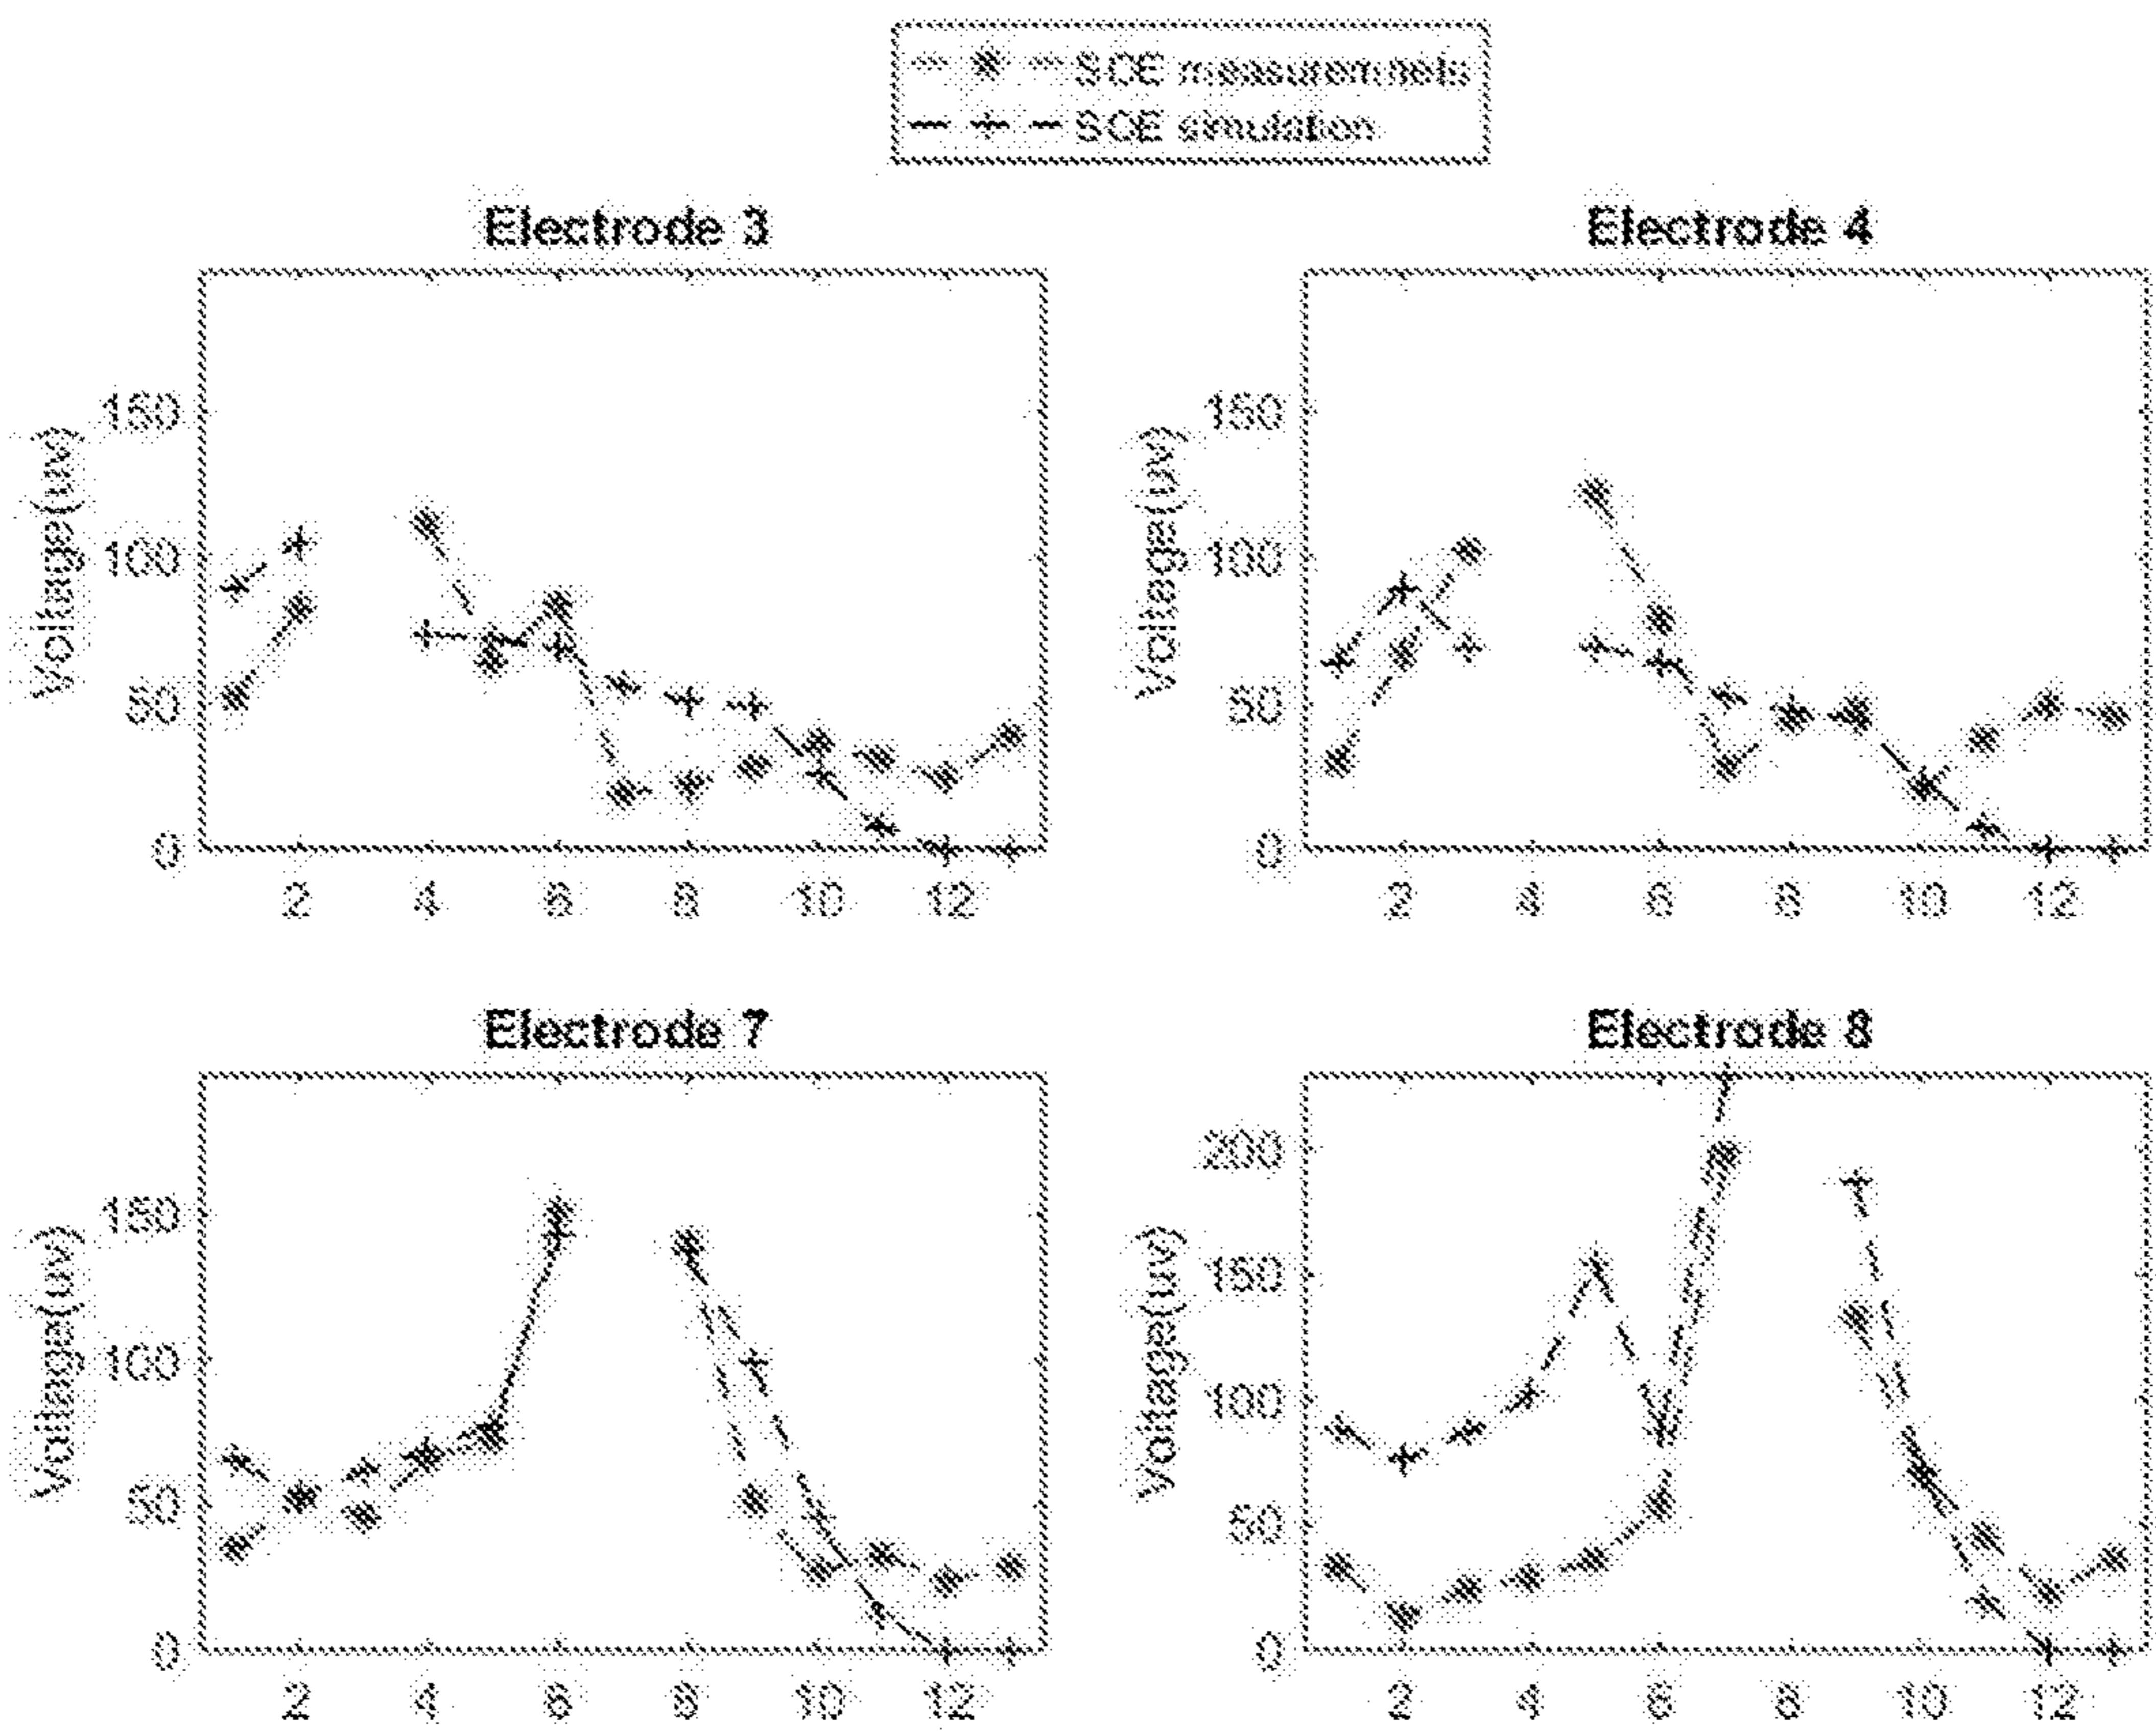 SCE measuremnets
SCE simulation
Electrode 3
Electrode 4
Voltage(uv)
150
100
50
0
2 4 6 8 10 12
Voltage(uv)
150
100
50
0
2 4 6 8 10 12
Electrode 7
Electrode 8
Voltage(uv)
150
100
50
0
2 4 6 8 10 12
Voltage(uv)
200
150
100
50
0
2 4 6 8 10 12